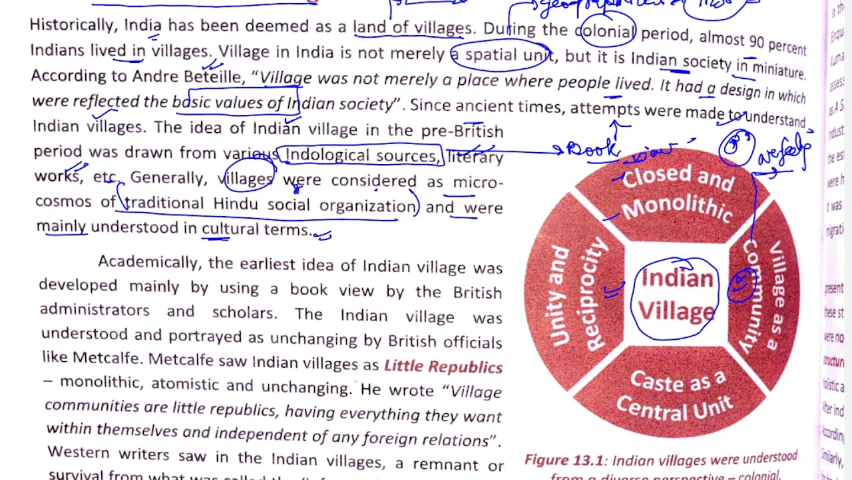 Historically, India has been deemed as a land of villages. During the colonial period, almost 90 percent
Indians lived in villages. Village in India is not merely a spatial unit, but it is Indian society in miniature.
According to Andre Beteille, "Village was not merely a place where people lived. It had a design in which
were reflected the basic values of Indian society". Since ancient times, attempts were made to understand
Indian villages. The idea of Indian village in the pre-British
period was drawn from various Indological sources, literary
works, etc. Generally, villages were considered as micro-
cosmos of traditional Hindu social organization and were
mainly understood in cultural terms.
Book view
Academically, the earliest idea of Indian village was
developed mainly by using a book view by the British
administrators and scholars. The Indian village was
understood and portrayed as unchanging by British officials
like Metcalfe. Metcalfe saw Indian villages as Little Republics
– monolithic, atomistic and unchanging. He wrote "Village
communities are little republics, having everything they want
within themselves and independent of any foreign relations".
Western writers saw in the Indian villages, a remnant or
survival from what was called the
Closed and
Monolithic
Unity and
Reciprocity
Indian
Village
Village as a
Community
Caste as a
Central Unit
Figure 13.1: Indian villages were understood
from a diverse perspective – colonial,